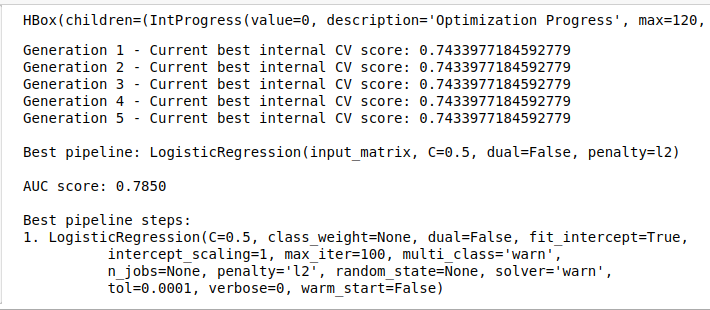 HBox(children=(IntProgress(value=0, description='Optimization Progress', max=120,
Generation 1 - Current best internal CV score: 0.7433977184592779
Generation 2 - Current best internal CV score: 0.7433977184592779
Generation 3 - Current best internal CV score: 0.7433977184592779
Generation 4 - Current best internal CV score: 0.7433977184592779
Generation 5 - Current best internal CV score: 0.7433977184592779
Best pipeline: LogisticRegression(input_matrix, C=0.5, dual=False, penalty=l2)
AUC score: 0.7850
Best pipeline steps:
1. LogisticRegression(C=0.5, class_weight=None, dual=False, fit_intercept=True,
intercept_scaling=1, max_iter=100, multi_class='warn',
n_jobs=None, penalty='l2', random_state=None, solver='warn',
tol=0.0001, verbose=0, warm_start=False)